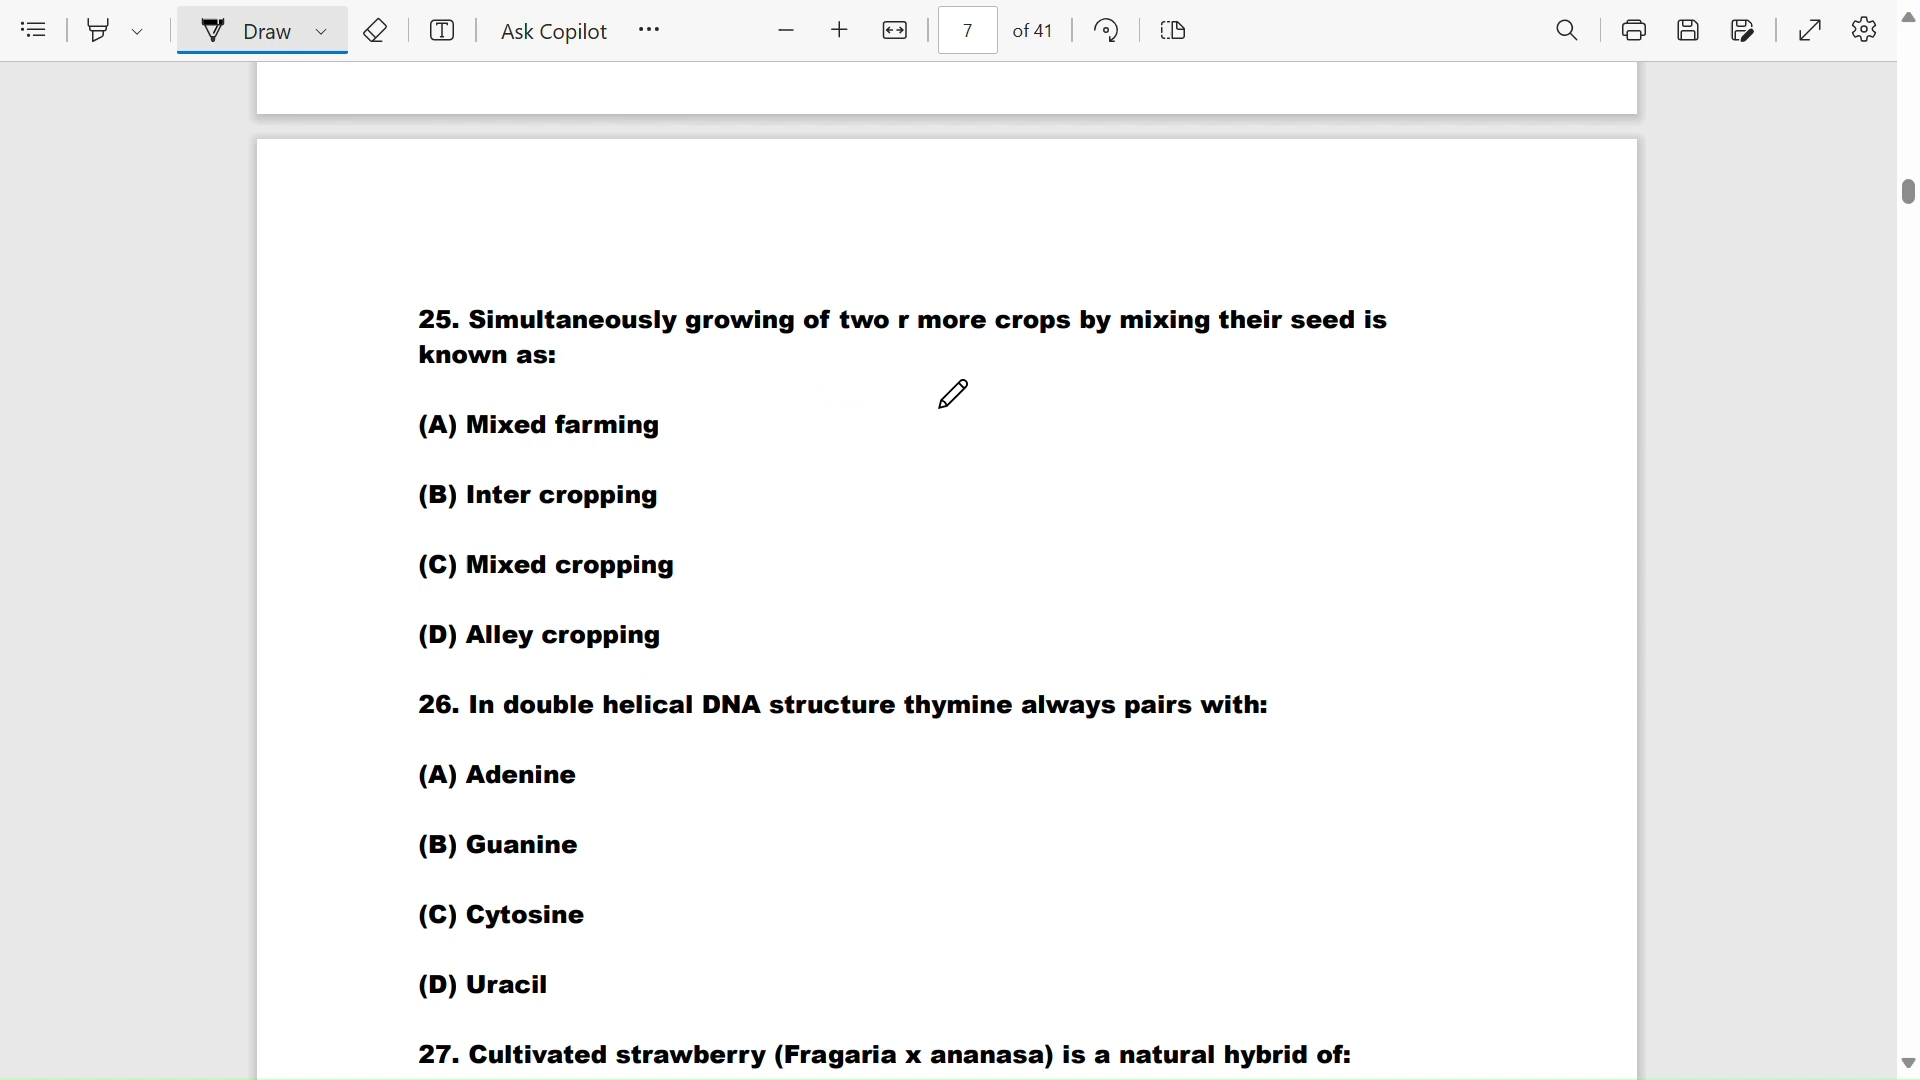 Draw
Ask Copilot
7 of 41
25. Simultaneously growing of two r more crops by mixing their seed is
known as:
(A) Mixed farming
(B) Inter cropping
(C) Mixed cropping
(D) Alley cropping
26. In double helical DNA structure thymine always pairs with:
(A) Adenine
(B) Guanine
(C) Cytosine
(D) Uracil
27. Cultivated strawberry (Fragaria x ananasa) is a natural hybrid of: